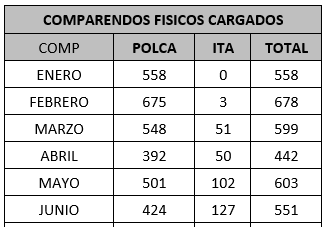 COMPARENDOS FISICOS CARGADOS
COMP POLCA ITA TOTAL
ENERO 558 0 558
FEBRERO 675 3 678
MARZO 548 51 599
ABRIL 392 50 442
MAYO 501 102 603
JUNIO 424 127 551